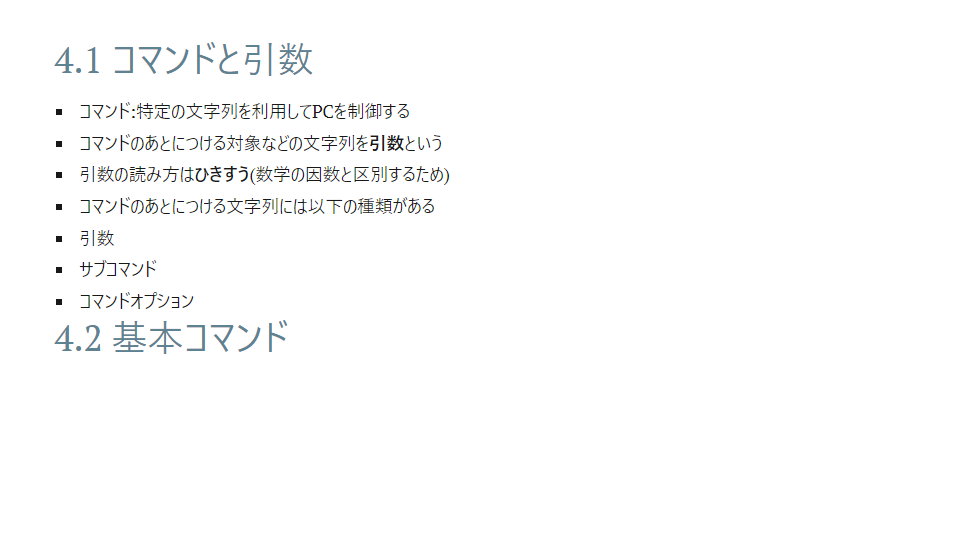 4.1 コマンドと引数
▪ コマンド:特定の文字列を利用してPCを制御する
▪ コマンドのあとにつける対象などの文字列を引数という
▪ 引数の読み方はひきすう(数学の因数と区別するため)
▪ コマンドのあとにつける文字列には以下の種類がある
▪ 引数
▪ サブコマンド
▪ コマンドオプション
4.2 基本コマンド